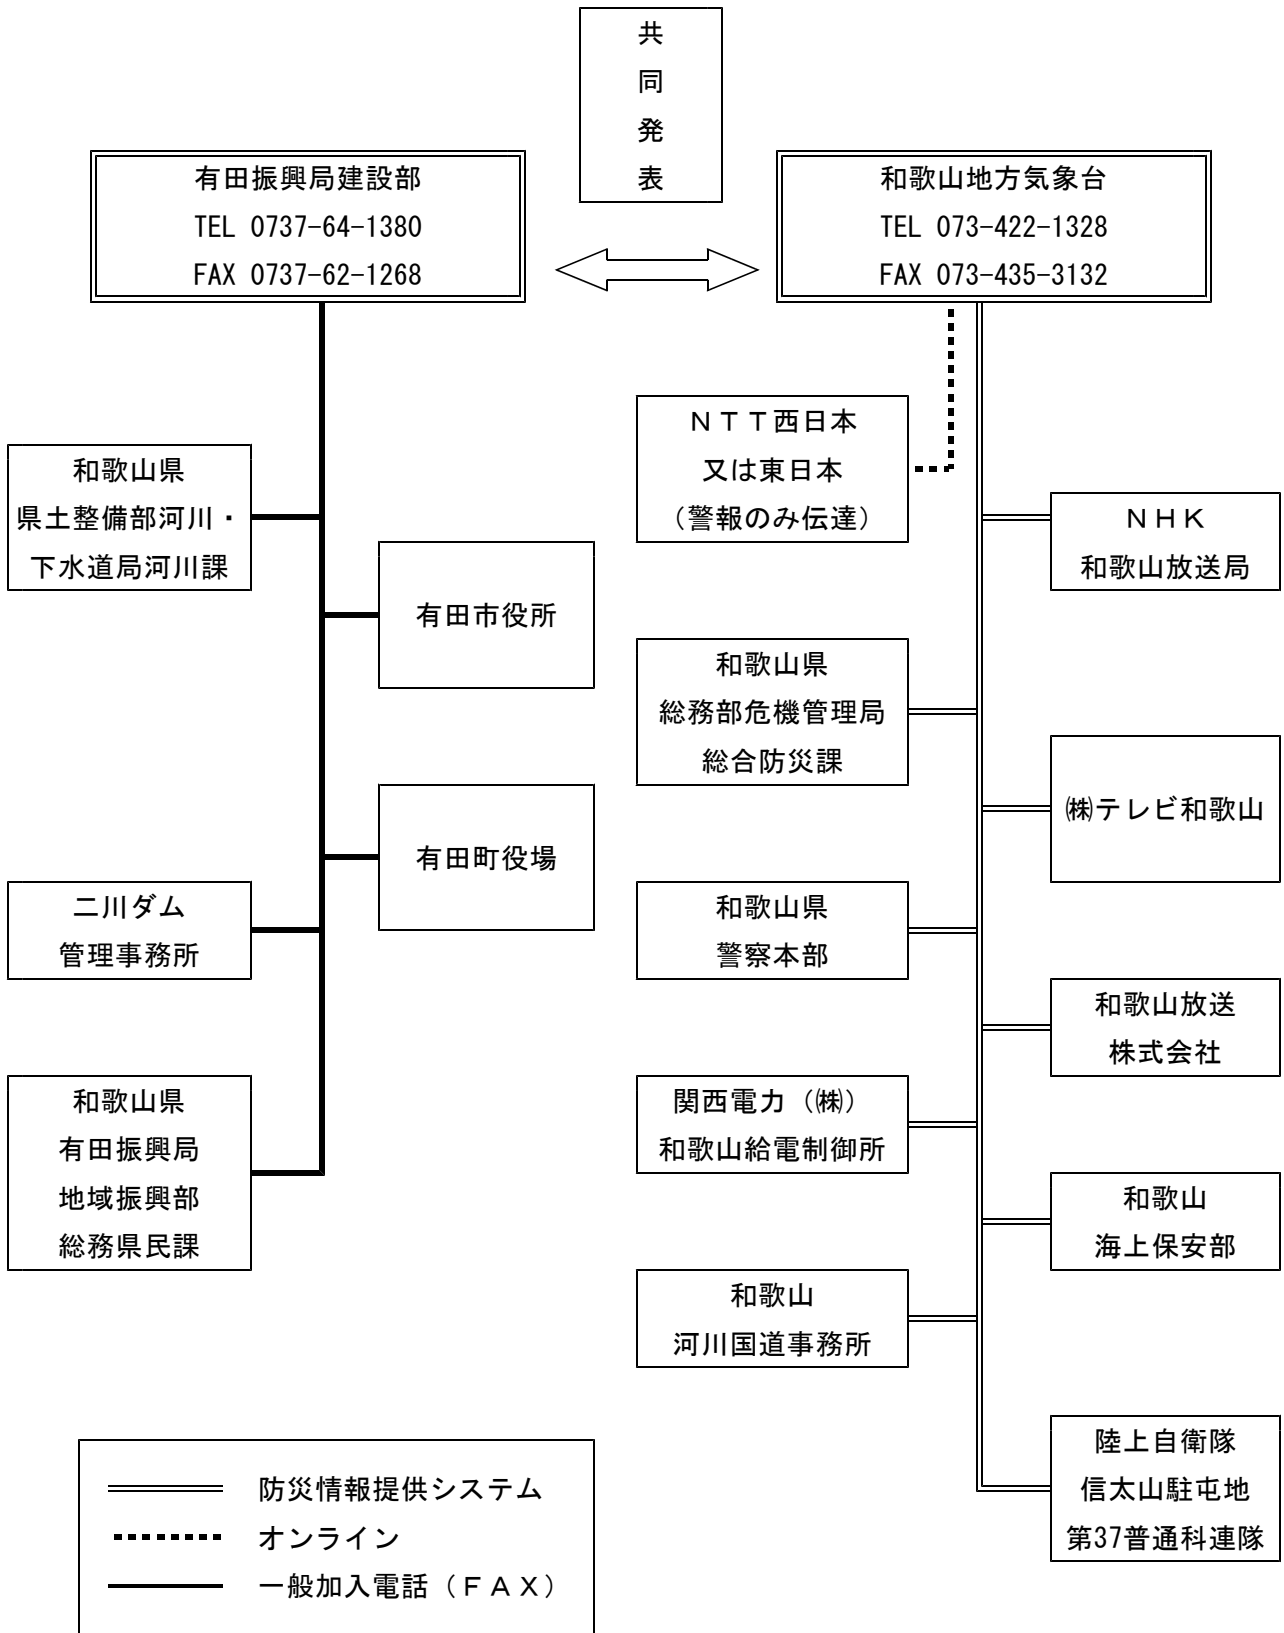 共
同
発
表
有田振興局建設部
TEL 0737-64-1380
FAX 0737-62-1268
和歌山地方気象台
TEL 073-422-1328
FAX 073-435-3132
和歌山県
県土整備部河川・
下水道局河川課
有田市役所
有田町役場
二川ダム
管理事務所
和歌山県
有田振興局
地域振興部
総務県民課
ＮＴＴ西日本
又は東日本
（警報のみ伝達）
ＮＨＫ
和歌山放送局
和歌山県
総務部危機管理局
総合防災課
㈱テレビ和歌山
和歌山県
警察本部
和歌山放送
株式会社
関西電力（㈱）
和歌山給電制御所
和歌山
海上保安部
和歌山
河川国道事務所
陸上自衛隊
信太山駐屯地
第37普通科連隊
防災情報提供システム
オンライン
一般加入電話（ＦＡＸ）